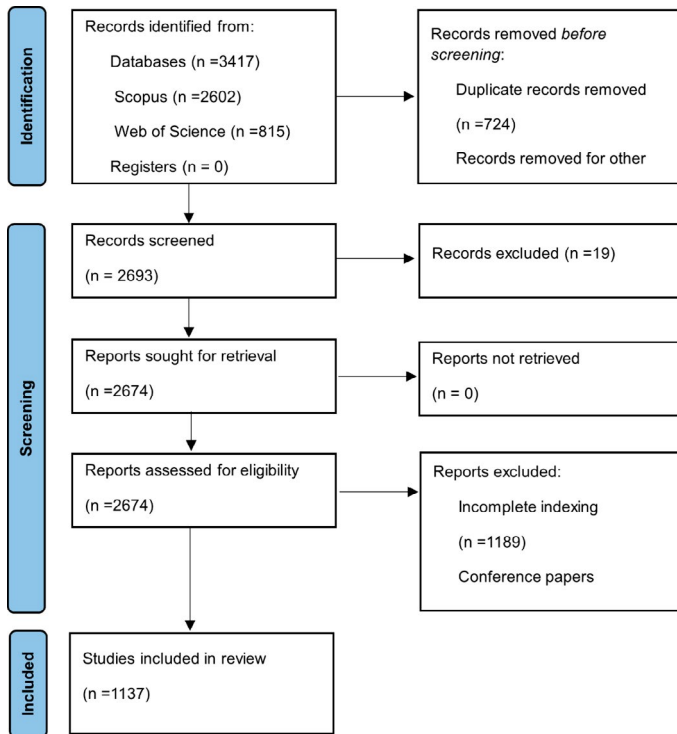 Identification
Records identified from:
Databases (n =3417)
Scopus (n =2602)
Web of Science (n =815)
Registers (n = 0)
Records removed before
screening:
Duplicate records removed
(n =724)
Records removed for other
Screening
Records screened
(n = 2693)
Records excluded (n =19)
Reports sought for retrieval
(n =2674)
Reports not retrieved
(n = 0)
Reports assessed for eligibility
(n =2674)
Reports excluded:
Incomplete indexing
(n =1189)
Conference papers
Included
Studies included in review
(n =1137)